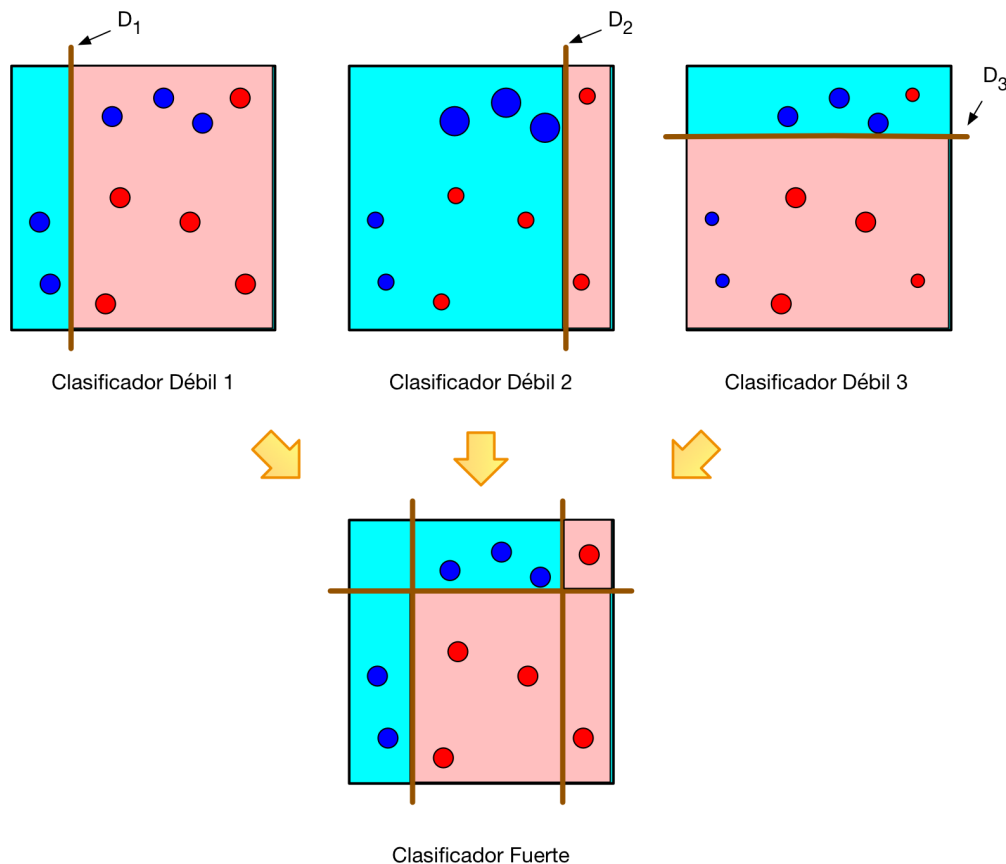 D₁
D₂
D₃
Clasificador Débil 1
Clasificador Débil 2
Clasificador Débil 3
Clasificador Fuerte